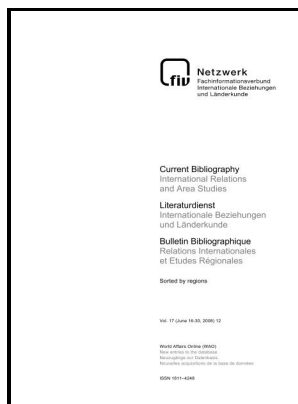 fiv
Netzwerk
Fachinformationsverbund
Internationale Beziehungen
und Länderkunde
Current Bibliography
International Relations
and Area Studies
Literaturdienst
Internationale Beziehungen
und Länderkunde
Bulletin Bibliographique
Relations Internationales
et Etudes Régionales
Sorted by regions
Vol. 17 (June 16-30, 2008) 12
World Affairs Online (WAO)
New entries to the database
Neuzugänge zur Datenbasis
Nouvelles acquisitions de la base de données
ISSN 1611-4248